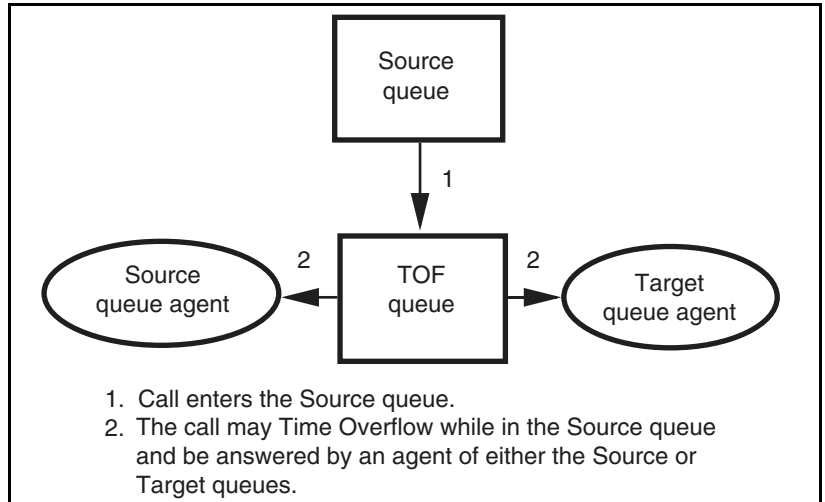 Source
queue
1
2
2
Source
queue agent
TOF
queue
Target
queue agent
1. Call enters the Source queue.
2. The call may Time Overflow while in the Source queue
and be answered by an agent of either the Source or
Target queues.